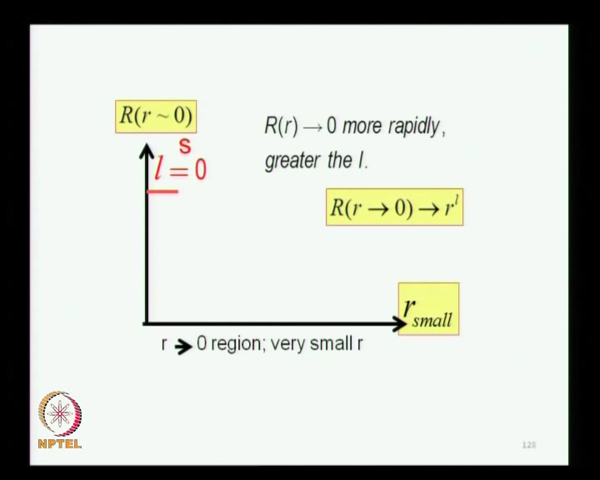 R(r ~ 0)
R(r) → 0 more rapidly,
greater the l.
s
l = 0
R(r → 0) → r^l
r_small
r → 0 region; very small r
NPTEL
128